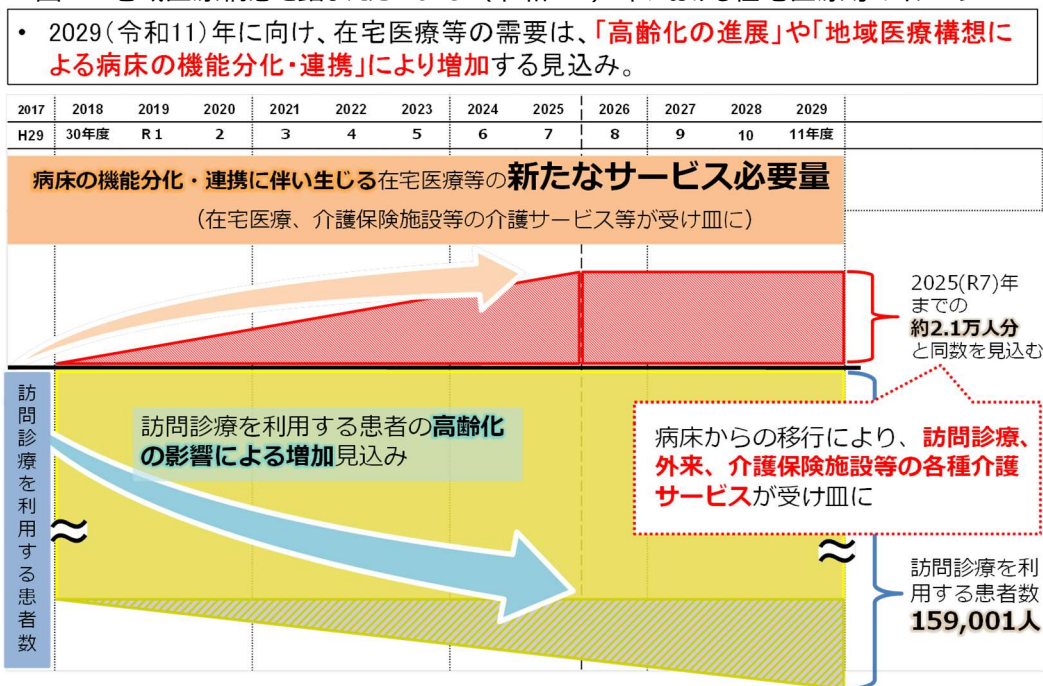 • 2029(令和11)年に向け、在宅医療等の需要は、「高齢化の進展」や「地域医療構想に
よる病床の機能分化・連携」により増加する見込み。
2017 2018 2019 2020 2021 2022 2023 2024 2025 2026 2027 2028 2029
H29 30年度 R1 2 3 4 5 6 7 8 9 10 11年度
病床の機能分化・連携に伴い生じる在宅医療等の新たなサービス必要量
(在宅医療、介護保険施設等の介護サービス等が受け皿に)
2025(R7)年
までの
約2.1万人分
と同数を見込む
訪問診療を利用する患者数
訪問診療を利用する患者の高齢化
の影響による増加見込み
病床からの移行により、訪問診療、
外来、介護保険施設等の各種介護
サービスが受け皿に
訪問診療を利
用する患者数
159,001人